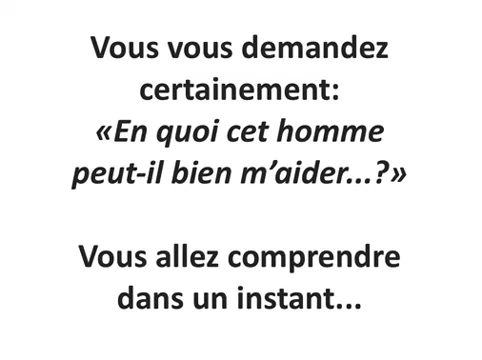 Vous vous demandez
certainement:
«En quoi cet homme
peut-il bien m’aider...?»
Vous allez comprendre
dans un instant...